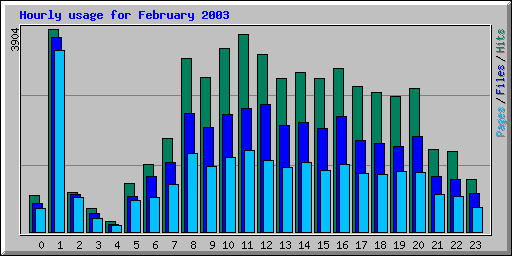 Hourly usage for February 2003
3904
Pages/Files/Hits
0 1 2 3 4 5 6 7 8 9 10 11 12 13 14 15 16 17 18 19 20 21 22 23